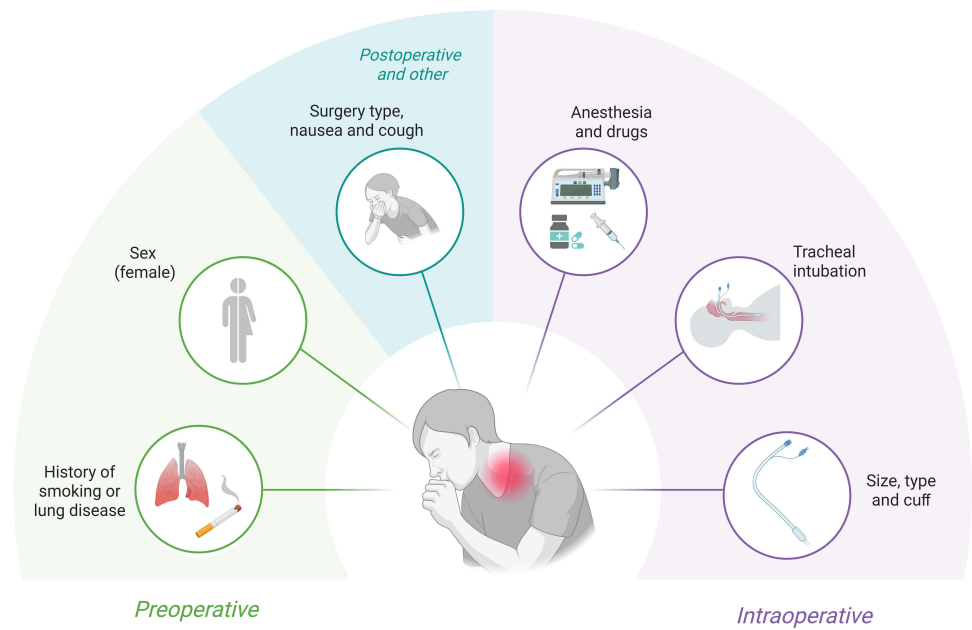 Postoperative
and other
Surgery type,
nausea and cough
Anesthesia
and drugs
Sex
(female)
Tracheal
intubation
History of
smoking or
lung disease
Size, type
and cuff
Preoperative
Intraoperative